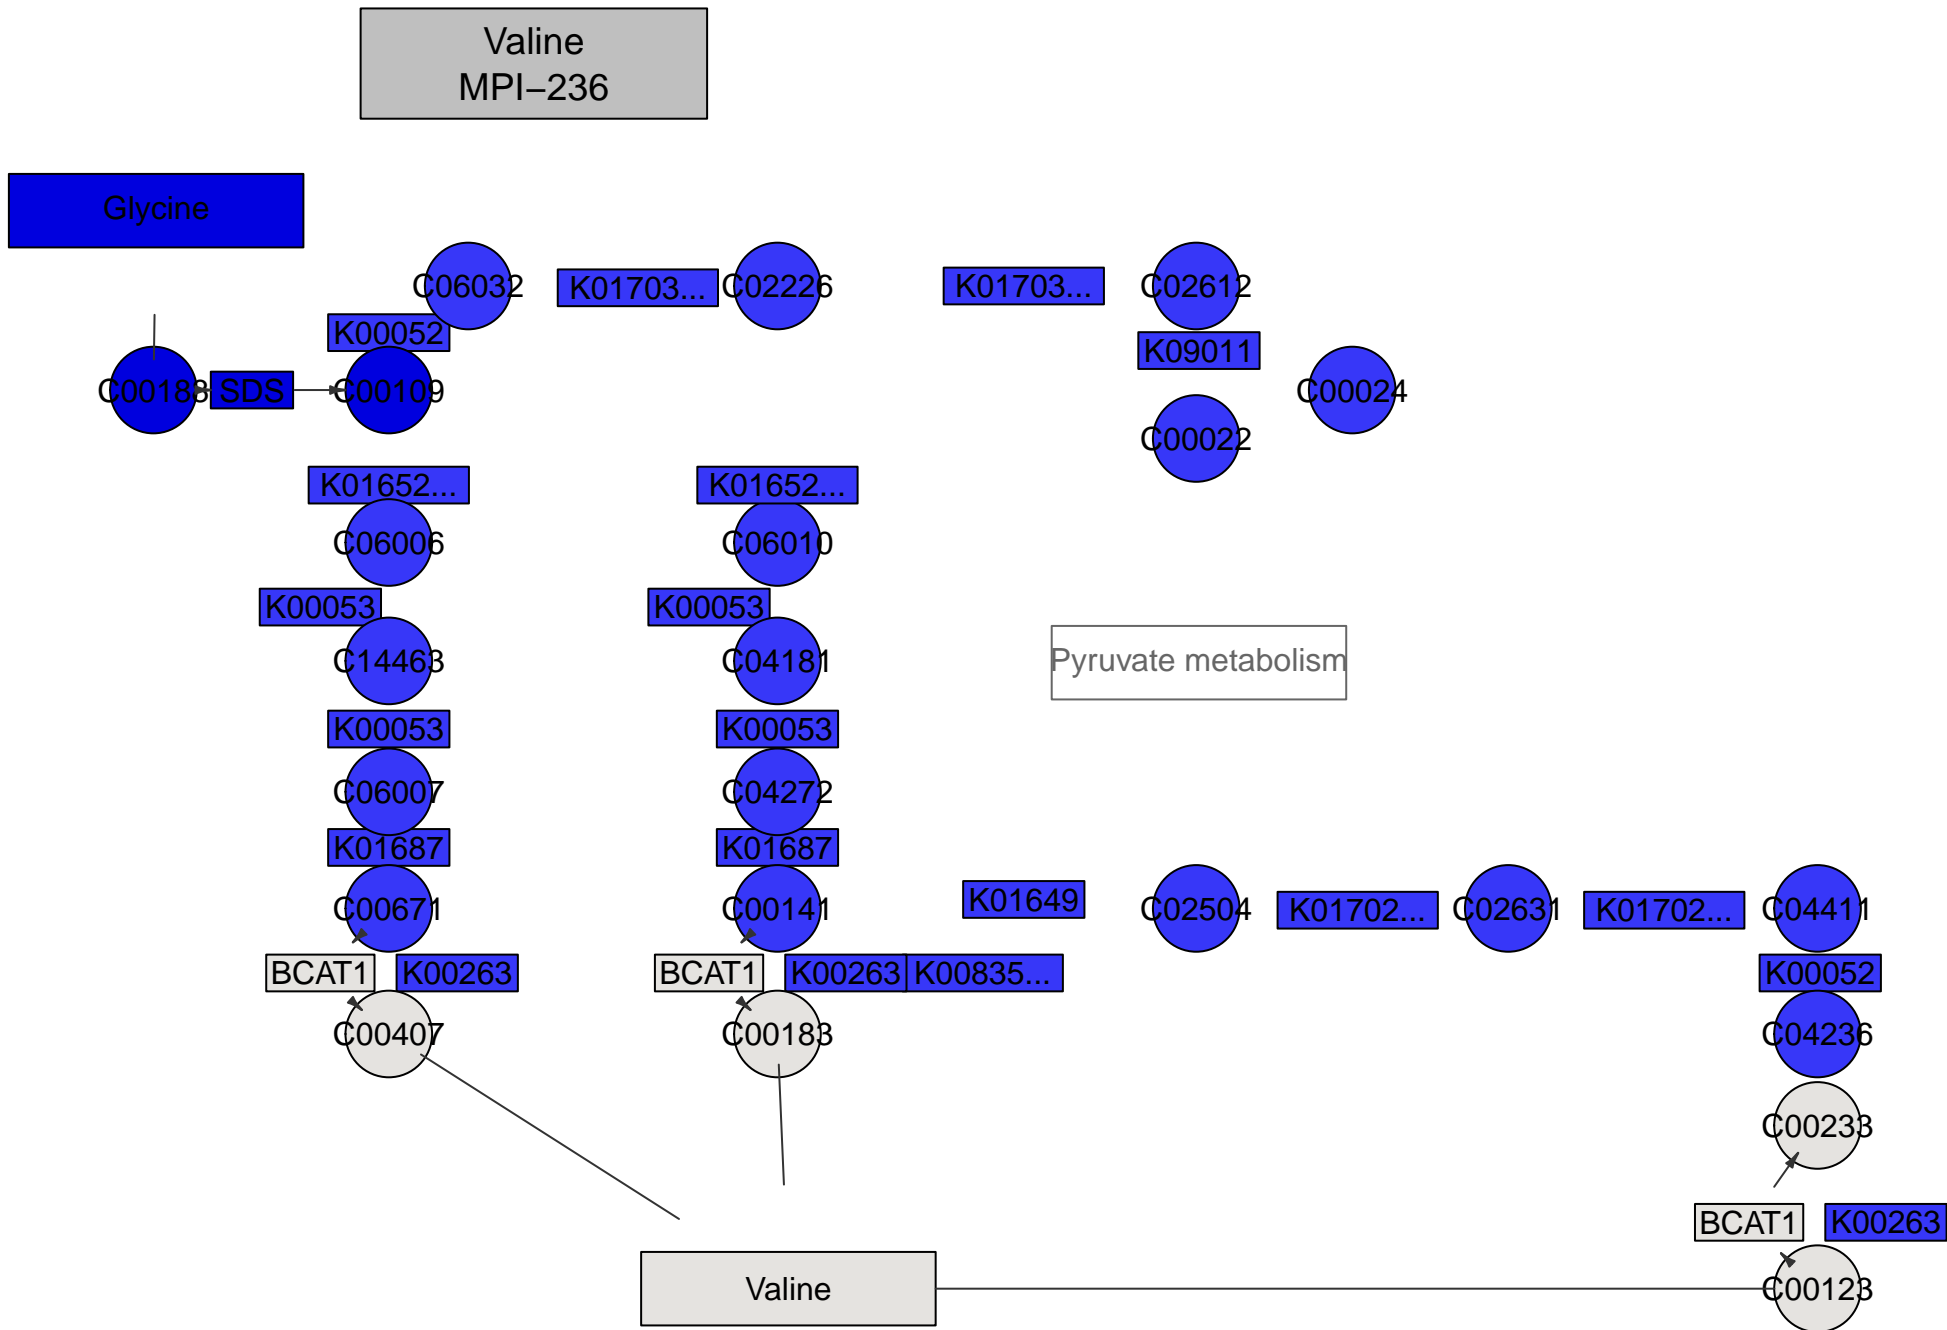 Valine
MPI−236
Glycine
C06032
K01703...
C02226
K01703...
C02612
K00052
K09011
C00188
SDS
C00109
C00024
C00022
K01652...
K01652...
C06006
C06010
K00053
K00053
C14463
C04181
Pyruvate metabolism
K00053
K00053
C06007
C04272
K01687
K01687
C00671
C00141
K01649
C02504
K01702...
C02631
K01702...
C04411
BCAT1
K00263
BCAT1
K00263
K00835...
K00052
C00407
C00183
C04236
C00233
BCAT1
K00263
Valine
C00123